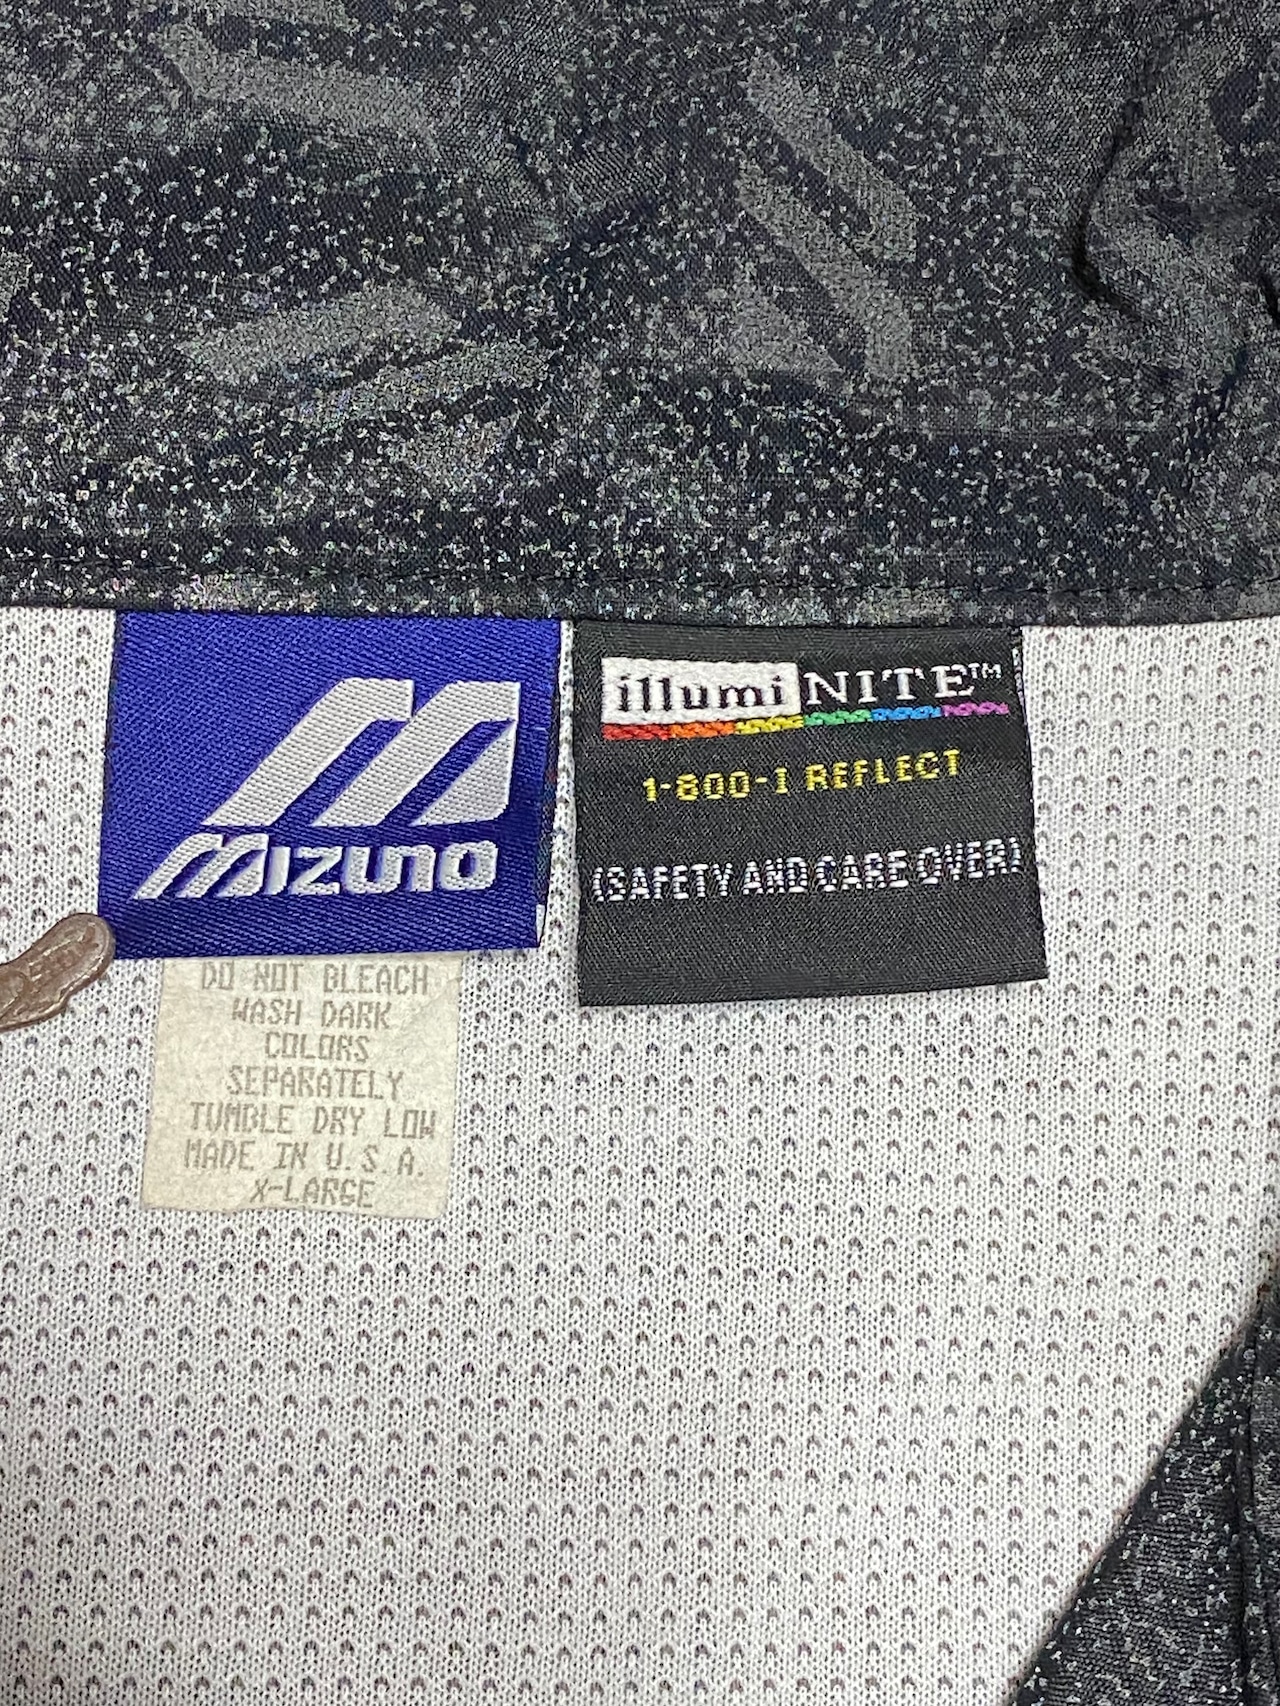 MIZUNO
illumiNITE™
1-800-I REFLECT
(SAFETY AND CARE OVER)
DO NOT BLEACH
WASH DARK
COLORS
SEPARATELY
TUMBLE DRY LOW
MADE IN U.S.A.
X-LARGE